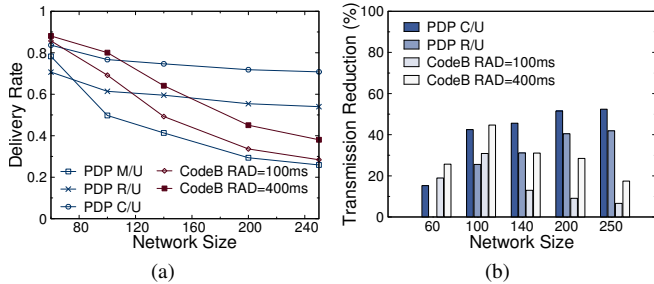 1
0.8
0.6
0.4
0.2
0
Delivery Rate
PDP M/U
PDP R/U
PDP C/U
CodeB RAD=100ms
CodeB RAD=400ms
80 120 160 200 240
Network Size
(a)
100
80
60
40
20
0
Transmission Reduction (%)
PDP C/U
PDP R/U
CodeB RAD=100ms
CodeB RAD=400ms
60 100 140 200 250
Network Size
(b)